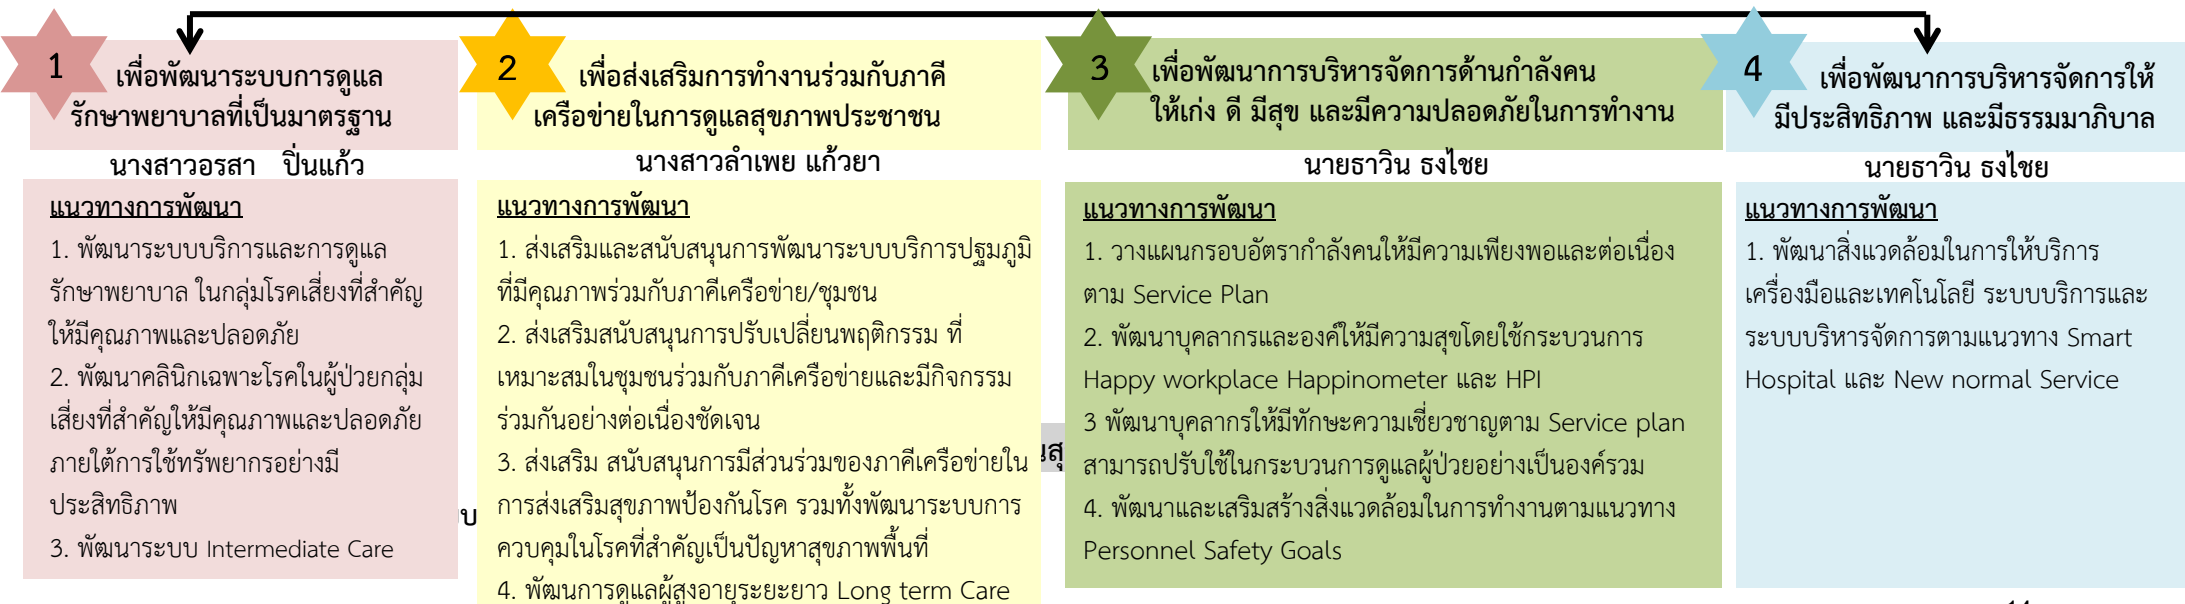 1
เพื่อพัฒนาระบบการดูแล
รักษาพยาบาลที่เป็นมาตรฐาน
นางสาวอรสา ปิ่นแก้ว
แนวทางการพัฒนา
1. พัฒนาระบบบริการและการดูแล
รักษาพยาบาล ในกลุ่มโรคเสี่ยงที่สำคัญ
ให้มีคุณภาพและปลอดภัย
2. พัฒนาคลินิกเฉพาะโรคในผู้ป่วยกลุ่ม
เสี่ยงที่สำคัญให้มีคุณภาพและปลอดภัย
ภายใต้การใช้ทรัพยากรอย่างมี
ประสิทธิภาพ
3. พัฒนาระบบ Intermediate Care
2
เพื่อส่งเสริมการทำงานร่วมกับภาคี
เครือข่ายในการดูแลสุขภาพประชาชน
นางสาวลำเพย แก้วยา
แนวทางการพัฒนา
1. ส่งเสริมและสนับสนุนการพัฒนาระบบบริการปฐมภูมิ
ที่มีคุณภาพร่วมกับภาคีเครือข่าย/ชุมชน
2. ส่งเสริมสนับสนุนการปรับเปลี่ยนพฤติกรรม ที่
เหมาะสมในชุมชนร่วมกับภาคีเครือข่ายและมีกิจกรรม
ร่วมกันอย่างต่อเนื่องชัดเจน
3. ส่งเสริม สนับสนุนการมีส่วนร่วมของภาคีเครือข่ายใน
การส่งเสริมสุขภาพป้องกันโรค รวมทั้งพัฒนาระบบการ
ควบคุมในโรคที่สำคัญเป็นปัญหาสุขภาพพื้นที่
4. พัฒนการดูแลผู้สูงอายุระยะยาว Long term Care
3
เพื่อพัฒนาการบริหารจัดการด้านกำลังคน
ให้เก่ง ดี มีสุข และมีความปลอดภัยในการทำงาน
นายธาวิน ธงไชย
แนวทางการพัฒนา
1. วางแผนกรอบอัตรากำลังคนให้มีความเพียงพอและต่อเนื่อง
ตาม Service Plan
2. พัฒนาบุคลากรและองค์ให้มีความสุขโดยใช้กระบวนการ
Happy workplace Happinometer และ HPI
3 พัฒนาบุคลากรให้มีทักษะความเชี่ยวชาญตาม Service plan
สามารถปรับใช้ในกระบวนการดูแลผู้ป่วยอย่างเป็นองค์รวม
4. พัฒนาและเสริมสร้างสิ่งแวดล้อมในการทำงานตามแนวทาง
Personnel Safety Goals
4
เพื่อพัฒนาการบริหารจัดการให้
มีประสิทธิภาพ และมีธรรมมาภิบาล
นายธาวิน ธงไชย
แนวทางการพัฒนา
1. พัฒนาสิ่งแวดล้อมในการให้บริการ
เครื่องมือและเทคโนโลยี ระบบบริการและ
ระบบบริหารจัดการตามแนวทาง Smart
Hospital และ New normal Service